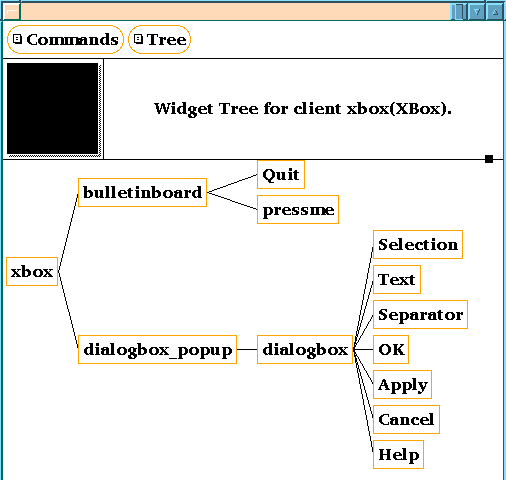 Commands Tree
Widget Tree for client xbox(XBox).
Quit
bulletinboard
pressme
Selection
xbox
Text
Separator
dialogbox_popup dialogbox OK
Apply
Cancel
Help